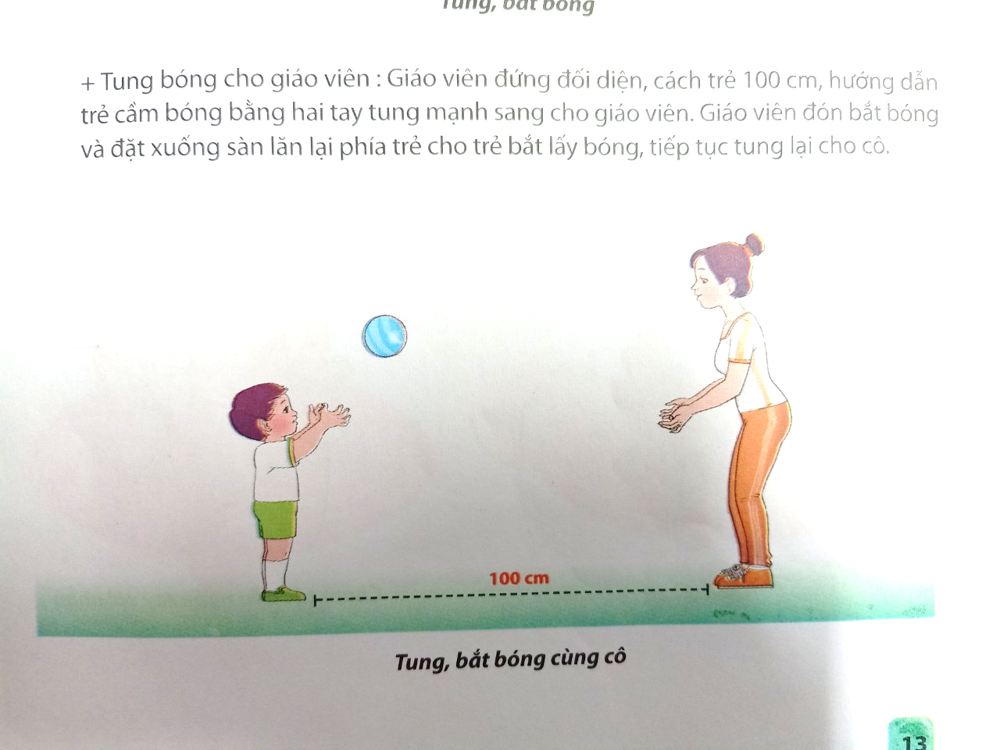 Tung, bắt bóng
+ Tung bóng cho giáo viên : Giáo viên đứng đối diện, cách trẻ 100 cm, hướng dẫn
trẻ cầm bóng bằng hai tay tung mạnh sang cho giáo viên. Giáo viên đón bắt bóng
và đặt xuống sàn lăn lại phía trẻ cho trẻ bắt lấy bóng, tiếp tục tung lại cho cô.
100 cm
Tung, bắt bóng cùng cô
13